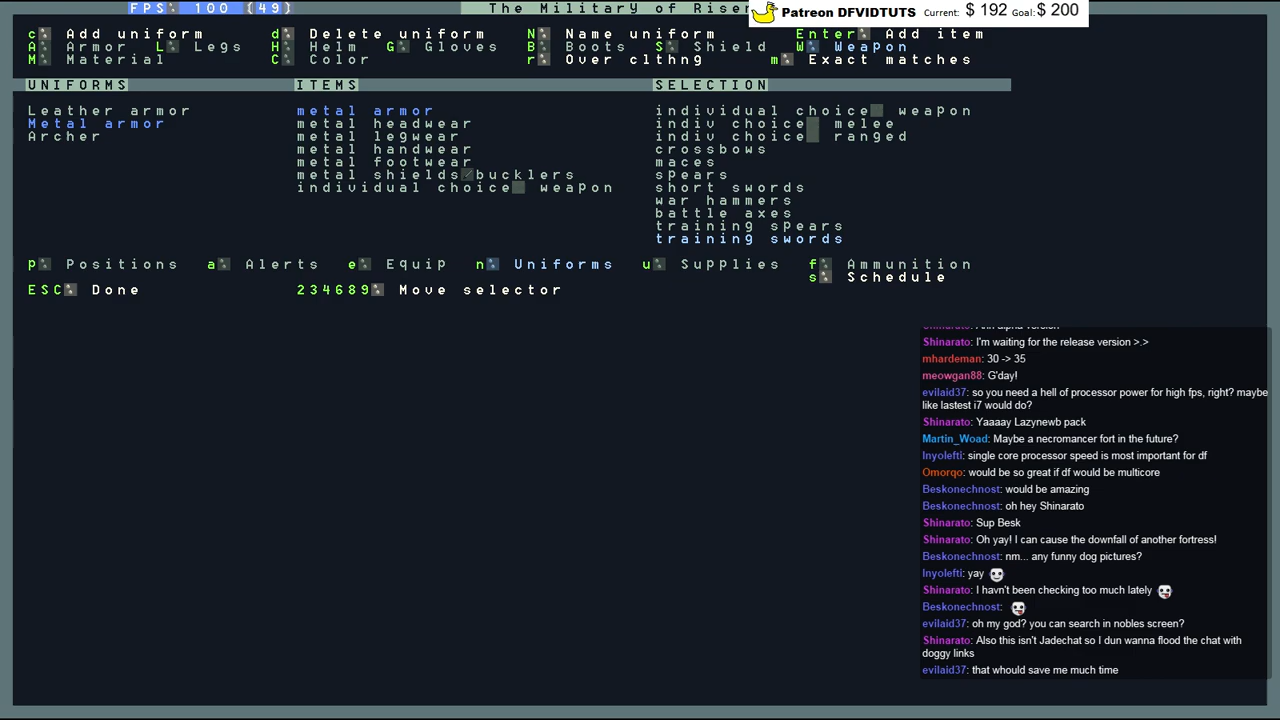 FPS: 100 (49) The Military of Riser
Patreon DFVIDTUTS Current: $ 192 Goal: $ 200
c: Add uniform d: Delete uniform N: Name uniform Enter: Add item
A: Armor L: Legs H: Helm G: Gloves B: Boots S: Shield W: Weapon
M: Material C: Color r: Over clthng m: Exact matches
UNIFORMS ITEMS SELECTION
Leather armor metal armor individual choice weapon
Metal armor metal headwear indiv choice melee
Archer metal legwear indiv choice ranged
metal handwear crossbows
metal footwear maces
metal shields/bucklers spears
individual choice weapon short swords
war hammers
battle axes
training spears
training swords
p: Positions a: Alerts e: Equip n: Uniforms u: Supplies f: Ammunition
s: Schedule
ESC: Done 234689: Move selector
Shinarato: Ahh alpha version
Shinarato: I'm waiting for the release version >.>
mhardeman: 30 -> 35
meowgan88: G'day!
evilaid37: so you need a hell of processor power for high fps, right? maybe
like lastest i7 would do?
Shinarato: Yaaaay Lazynewb pack
Martin_Woad: Maybe a necromancer fort in the future?
Inyolefti: single core processor speed is most important for df
Omorqo: would be so great if df would be multicore
Beskonechnost: would be amazing
Beskonechnost: oh hey Shinarato
Shinarato: Sup Besk
Shinarato: Oh yay! I can cause the downfall of another fortress!
Beskonechnost: nm... any funny dog pictures?
Inyolefti: yay
Shinarato: I havn't been checking too much lately
Beskonechnost:
evilaid37: oh my god? you can search in nobles screen?
Shinarato: Also this isn't Jadechat so I dun wanna flood the chat with
doggy links
evilaid37: that whould save me much time